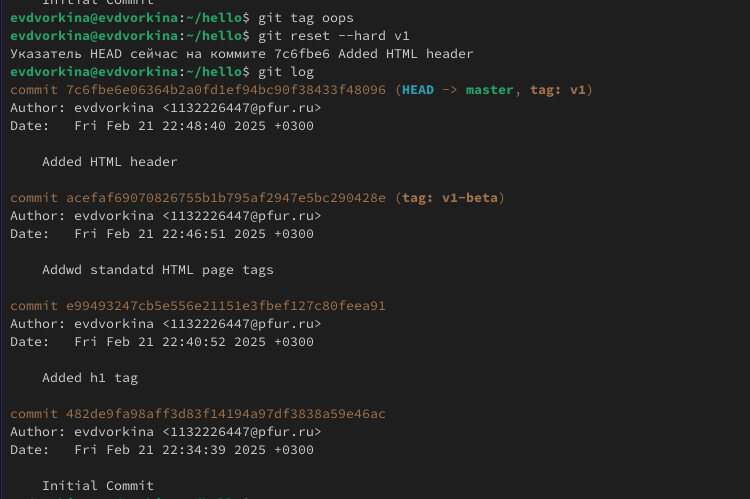 Initial Commit
evdvorkina@evdvorkina:~/hello$ git tag oops
evdvorkina@evdvorkina:~/hello$ git reset --hard v1
Указатель HEAD сейчас на коммите 7c6fbe6 Added HTML header
evdvorkina@evdvorkina:~/hello$ git log
commit 7c6fbe6e06364b2a0fd1ef94bc90f38433f48096 (HEAD -> master, tag: v1)
Author: evdvorkina <1132226447@pfur.ru>
Date:   Fri Feb 21 22:48:40 2025 +0300
Added HTML header
commit acefaf69070826755b1b795af2947e5bc290428e (tag: v1-beta)
Author: evdvorkina <1132226447@pfur.ru>
Date:   Fri Feb 21 22:46:51 2025 +0300
Addwd standatd HTML page tags
commit e99493247cb5e556e21151e3fbef127c80feea91
Author: evdvorkina <1132226447@pfur.ru>
Date:   Fri Feb 21 22:40:52 2025 +0300
Added h1 tag
commit 482de9fa98aff3d83f14194a97df3838a59e46ac
Author: evdvorkina <1132226447@pfur.ru>
Date:   Fri Feb 21 22:34:39 2025 +0300
Initial Commit